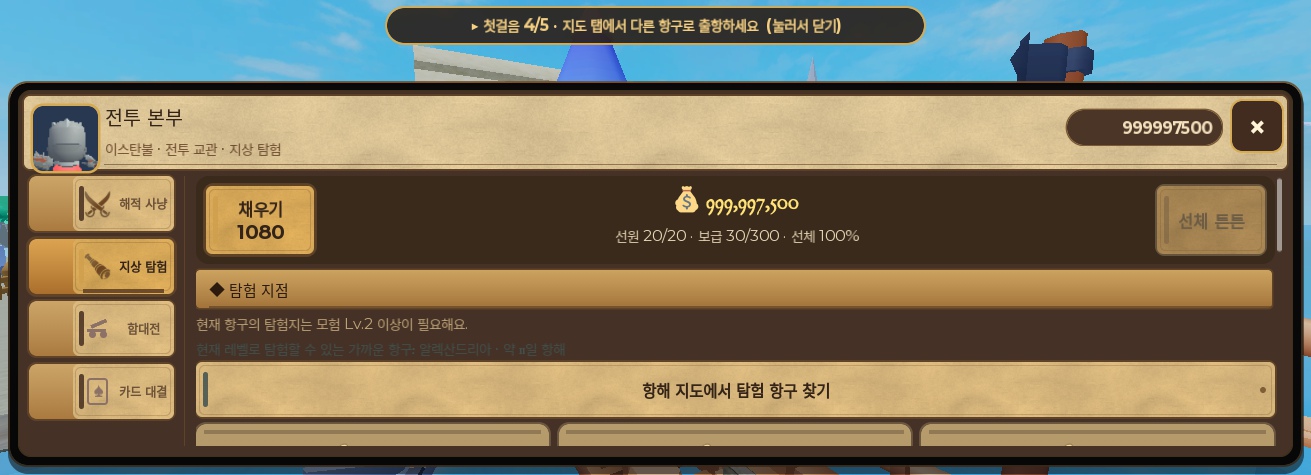 ▸ 첫걸음 4/5 · 지도 탭에서 다른 항구로 출항하세요 (눌러서 닫기)
전투 본부
이스탄불 · 전투 교관 · 지상 탐험
999997500
×
해적 사냥
지상 탐험
함대전
카드 대결
채우기
1080
999,997,500
선원 20/20 · 보급 30/300 · 선체 100%
선체 튼튼
◆ 탐험 지점
현재 항구의 탐험지는 모험 Lv.2 이상이 필요해요.
현재 레벨로 탐험할 수 있는 가까운 항구: 알렉산드리아 · 약 일 항해
항해 지도에서 탐험 항구 찾기